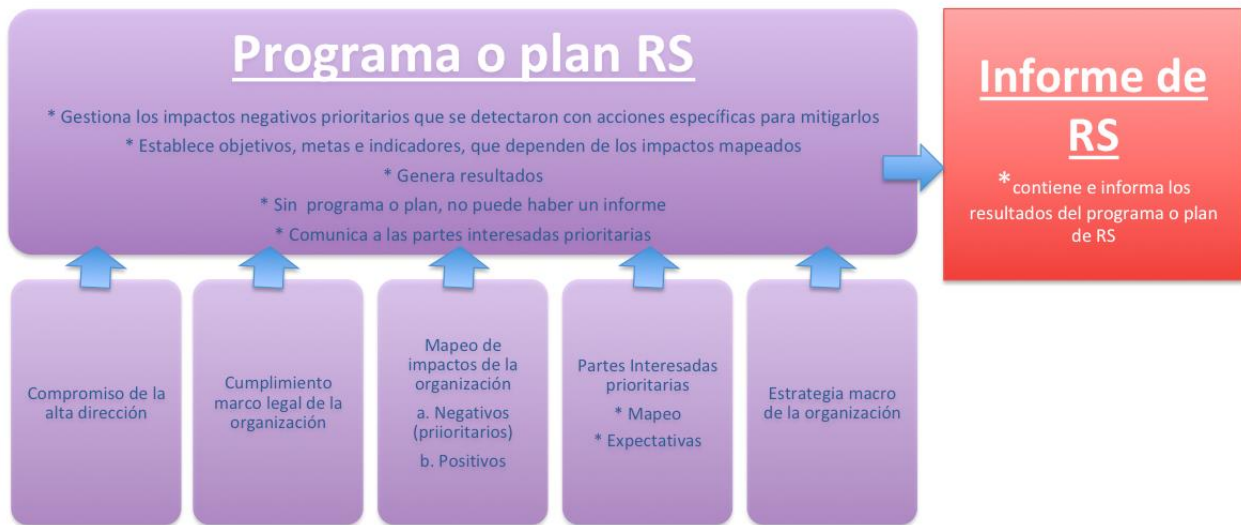 Programa o plan RS
* Gestiona los impactos negativos prioritarios que se detectaron con acciones específicas para mitigarlos
* Establece objetivos, metas e indicadores, que dependen de los impactos mapeados
* Genera resultados
* Sin programa o plan, no puede haber un informe
* Comunica a las partes interesadas prioritarias
Informe de
RS
*contiene e informa los
resultados del programa o plan
de RS
Compromiso de la
alta dirección
Cumplimiento
marco legal de la
organización
Mapeo de
impactos de la
organización
a. Negativos
(priioritarios)
b. Positivos
Partes Interesadas
prioritarias
* Mapeo
* Expectativas
Estrategia macro
de la organización